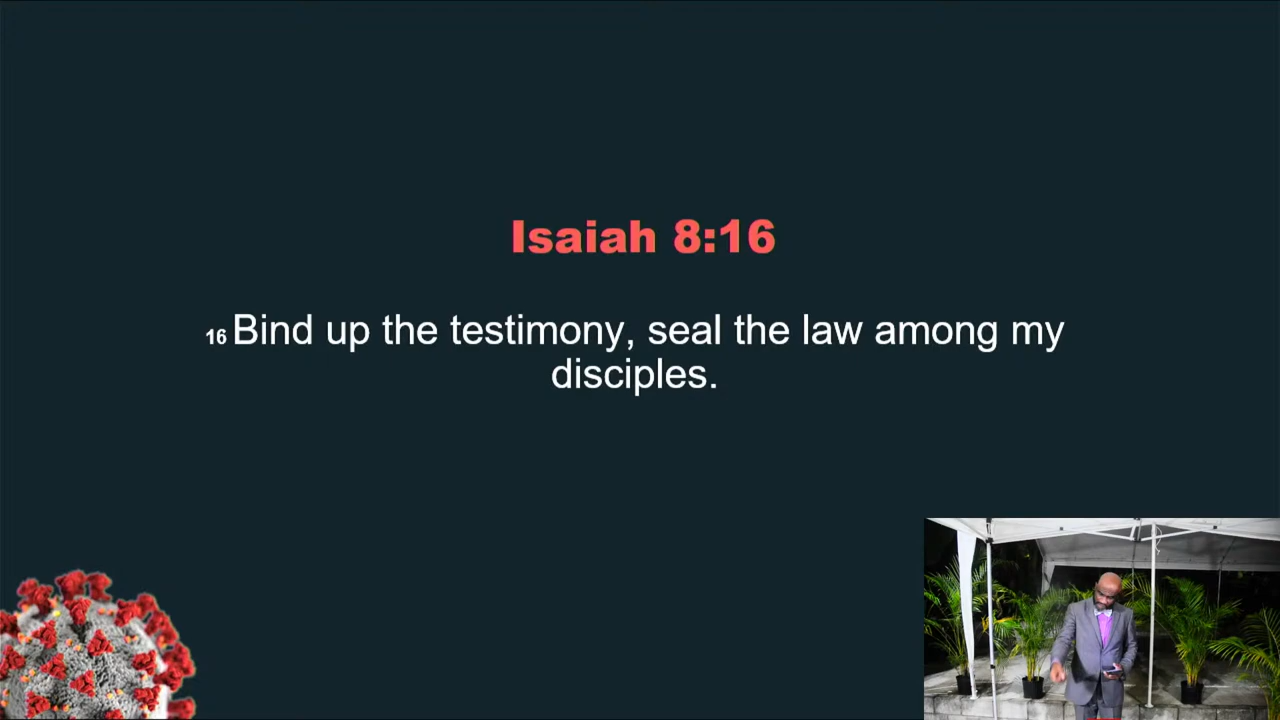 Isaiah 8:16
16 Bind up the testimony, seal the law among my
disciples.